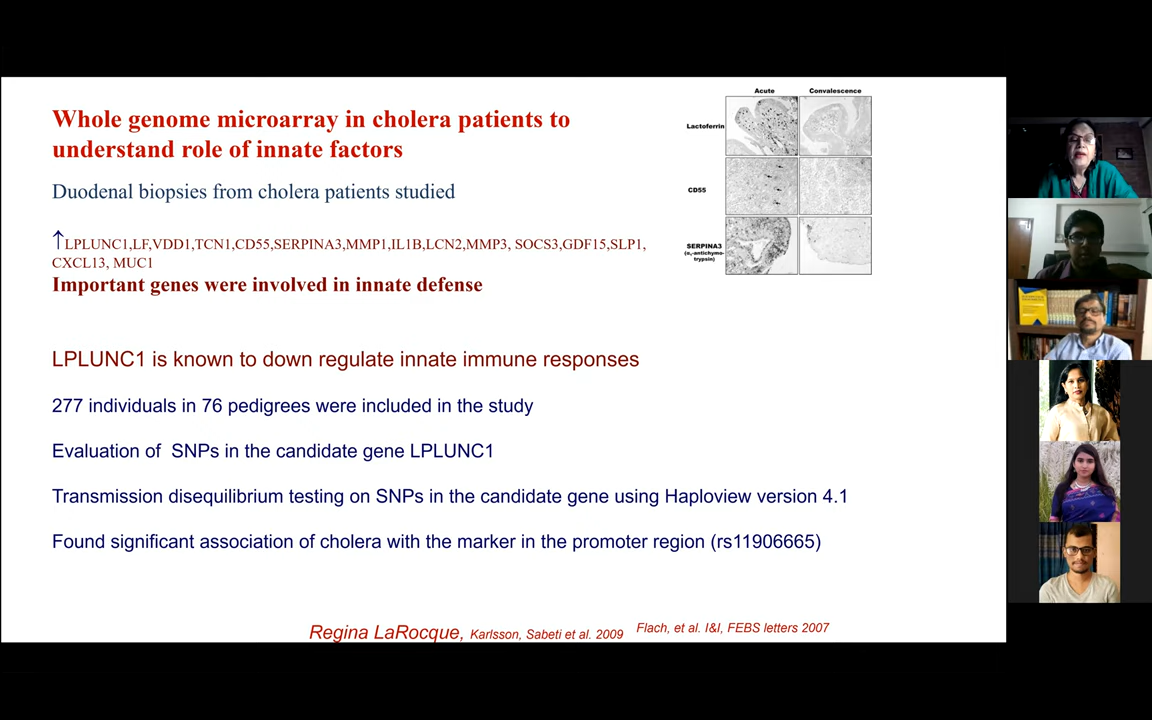 Whole genome microarray in cholera patients to
understand role of innate factors
Duodenal biopsies from cholera patients studied
↑LPLUNC1,LF,VDD1,TCN1,CD55,SERPINA3,MMP1,IL1B,LCN2,MMP3, SOCS3,GDF15,SLP1,
CXCL13, MUC1
Important genes were involved in innate defense
Acute Convalescence
Lactoferrin
CD55
SERPINA3
(α₁-antichymo-
trypsin)
LPLUNC1 is known to down regulate innate immune responses
277 individuals in 76 pedigrees were included in the study
Evaluation of SNPs in the candidate gene LPLUNC1
Transmission disequilibrium testing on SNPs in the candidate gene using Haploview version 4.1
Found significant association of cholera with the marker in the promoter region (rs11906665)
Regina LaRocque, Karlsson, Sabeti et al. 2009 Flach, et al. I&I, FEBS letters 2007